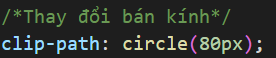 /*Thay đổi bán kính*/
clip-path: circle(80px);